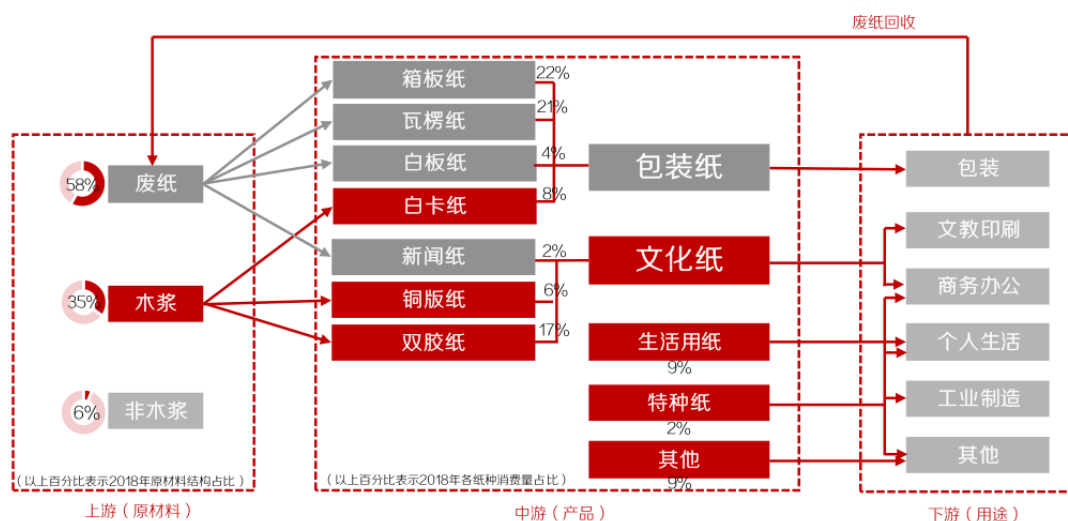 废纸回收
箱板纸
22%
瓦楞纸
21%
白板纸
4%
白卡纸
8%
新闻纸
2%
铜版纸
6%
双胶纸
17%
58%
废纸
35%
木浆
6%
非木浆
包装纸
文化纸
生活用纸
9%
特种纸
2%
其他
9%
包装
文教印刷
商务办公
个人生活
工业制造
其他
（以上百分比表示2018年原材料结构占比）
（以上百分比表示2018年各纸种消费量占比）
上游（原材料）
中游（产品）
下游（用途）